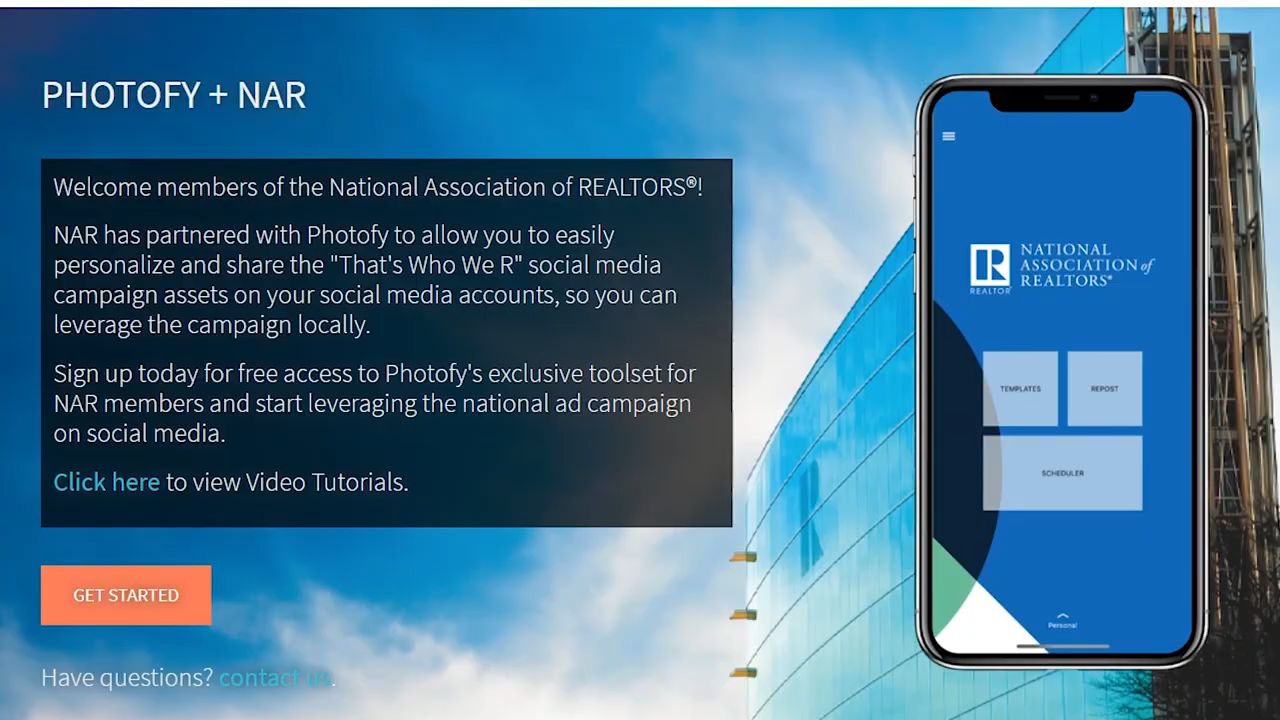 PHOTOFY + NAR
Welcome members of the National Association of REALTORS®!
NAR has partnered with Photofy to allow you to easily
personalize and share the "That's Who We R" social media
campaign assets on your social media accounts, so you can
leverage the campaign locally.
Sign up today for free access to Photofy's exclusive toolset for
NAR members and start leveraging the national ad campaign
on social media.
Click here to view Video Tutorials.
GET STARTED
Have questions? contact us.
R
REALTOR®
NATIONAL
ASSOCIATION of
REALTORS®
TEMPLATES
REPOST
SCHEDULER
Personal